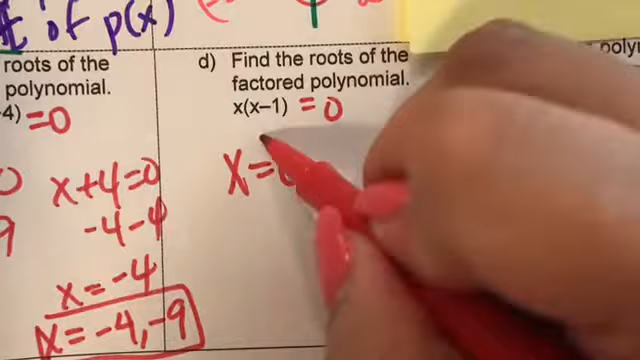 of p(x)
roots of the
polynomial.
4) =0
x+4=0
-4-4
x=-4
x=-4,-9
d) Find the roots of the
factored polynomial.
x(x–1) =0
x=